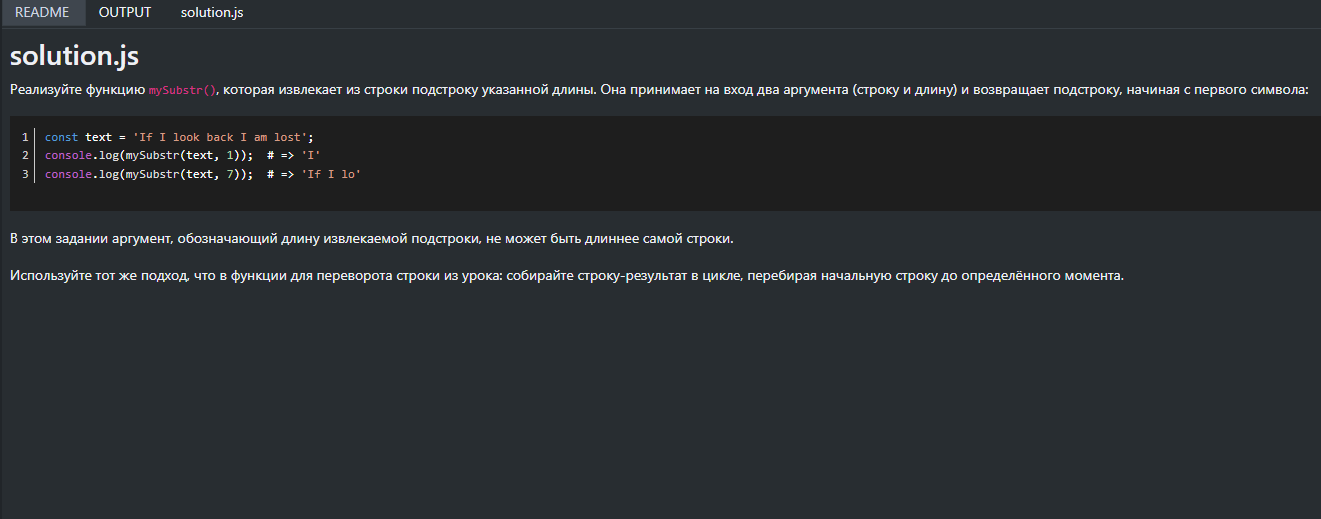 README OUTPUT solution.js
solution.js
Реализуйте функцию mySubstr(), которая извлекает из строки подстроку указанной длины. Она принимает на вход два аргумента (строку и длину) и возвращает подстроку, начиная с первого символа:
1 const text = 'If I look back I am lost';
2 console.log(mySubstr(text, 1));  # => 'I'
3 console.log(mySubstr(text, 7));  # => 'If I lo'
В этом задании аргумент, обозначающий длину извлекаемой подстроки, не может быть длиннее самой строки.
Используйте тот же подход, что в функции для переворота строки из урока: собирайте строку-результат в цикле, перебирая начальную строку до определённого момента.